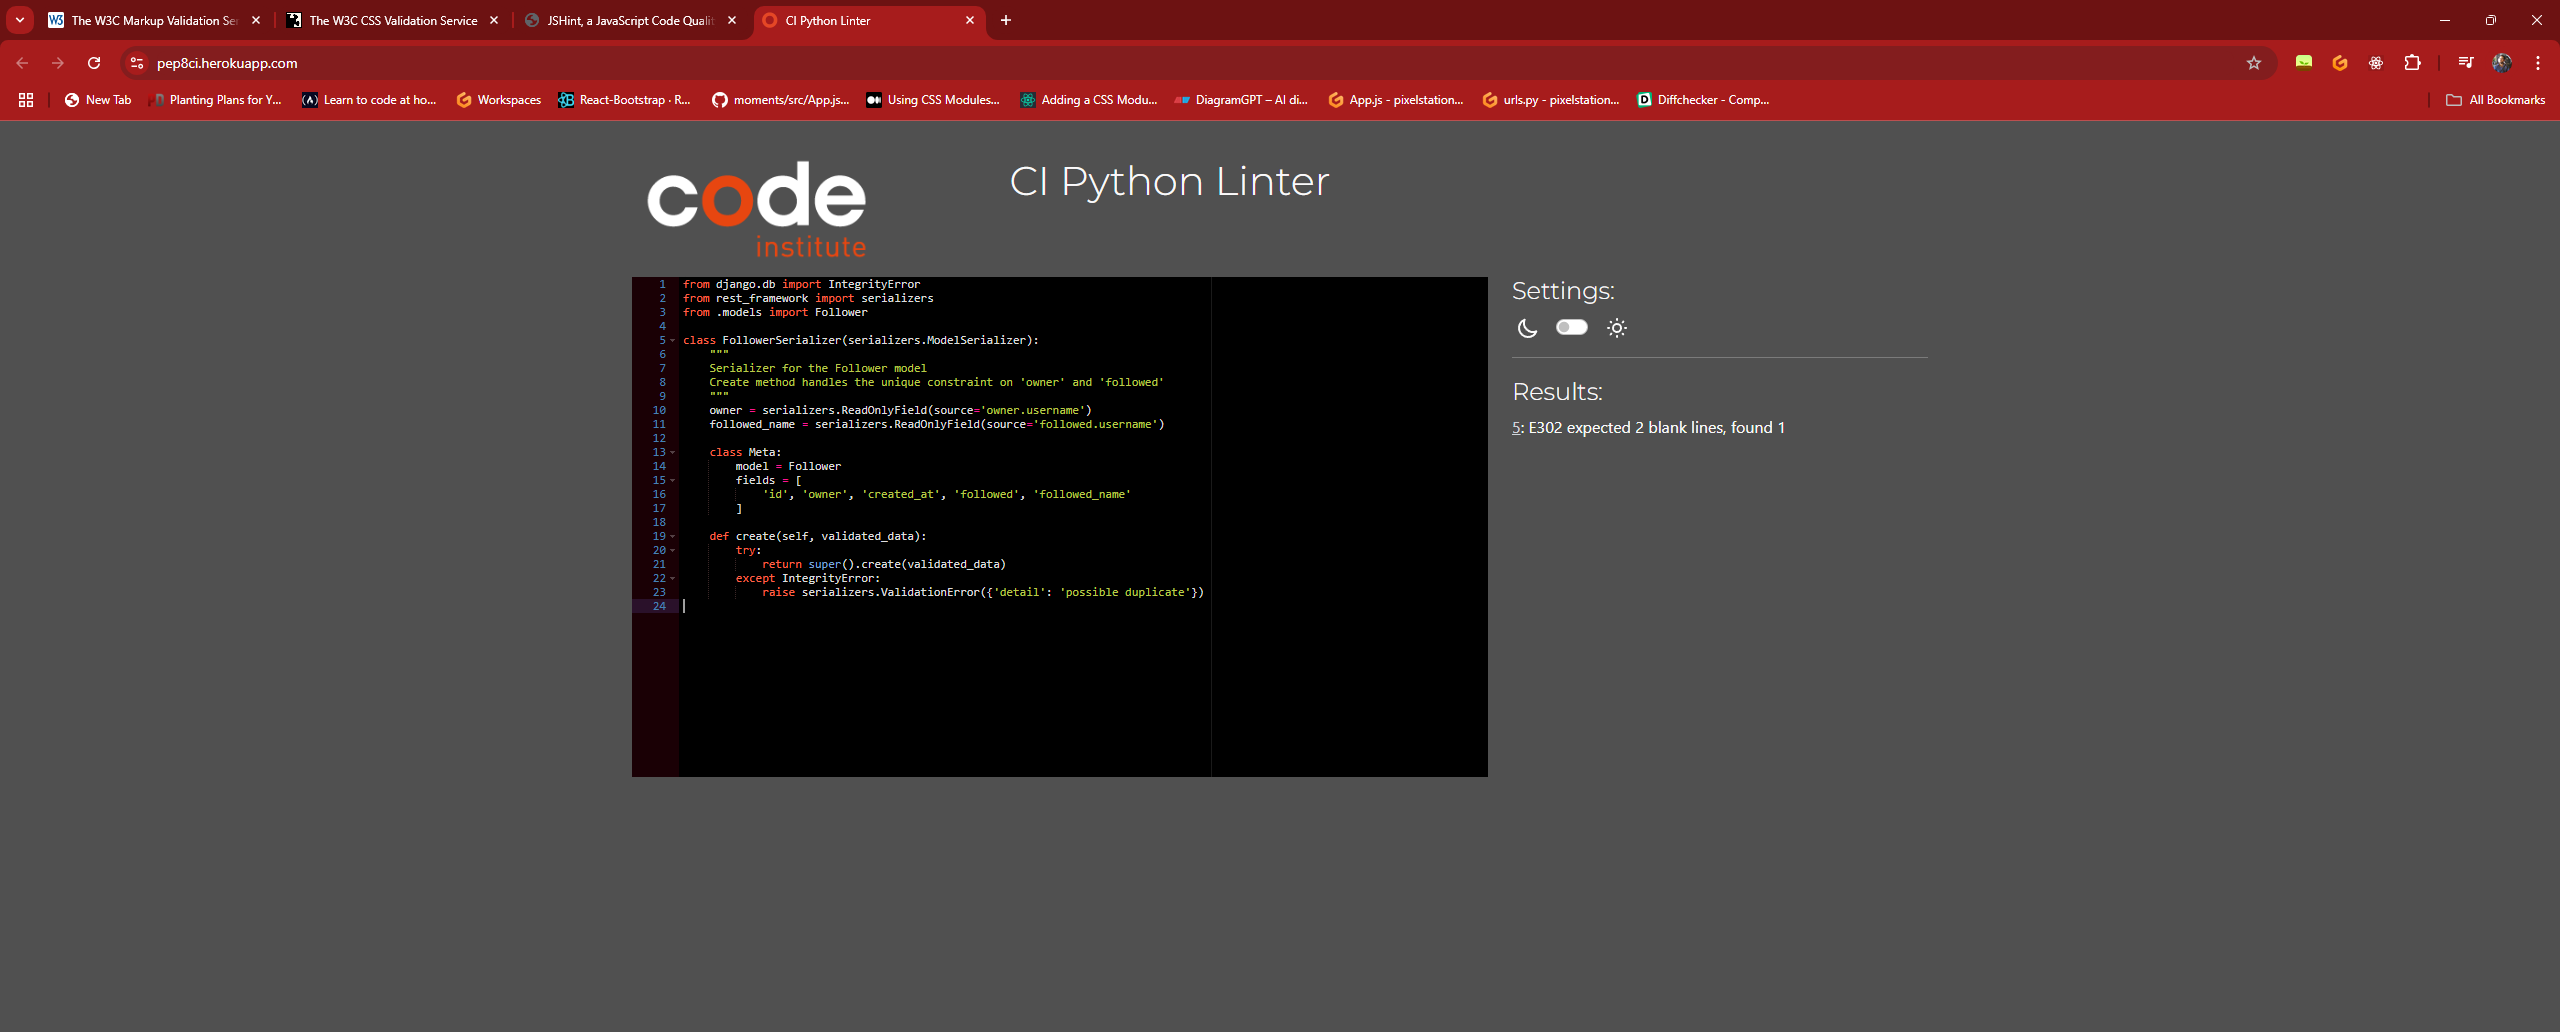 The W3C Markup Validation Se
The W3C CSS Validation Service
JSHint, a JavaScript Code Qualit
CI Python Linter
pep8ci.herokuapp.com
New Tab
Planting Plans for Y...
Learn to code at ho...
Workspaces
React-Bootstrap · R...
moments/src/App.js...
Using CSS Modules...
Adding a CSS Modu...
DiagramGPT – AI di...
App.js - pixelstation...
urls.py - pixelstation...
Diffchecker - Comp...
All Bookmarks
code
institute
CI Python Linter
1 from django.db import IntegrityError
2 from rest_framework import serializers
3 from .models import Follower
4
5 class FollowerSerializer(serializers.ModelSerializer):
6     """
7     Serializer for the Follower model
8     Create method handles the unique constraint on 'owner' and 'followed'
9     """
10     owner = serializers.ReadOnlyField(source='owner.username')
11     followed_name = serializers.ReadOnlyField(source='followed.username')
12
13     class Meta:
14         model = Follower
15         fields = [
16             'id', 'owner', 'created_at', 'followed', 'followed_name'
17         ]
18
19     def create(self, validated_data):
20         try:
21             return super().create(validated_data)
22         except IntegrityError:
23             raise serializers.ValidationError({'detail': 'possible duplicate'})
24
Settings:
Results:
5: E302 expected 2 blank lines, found 1